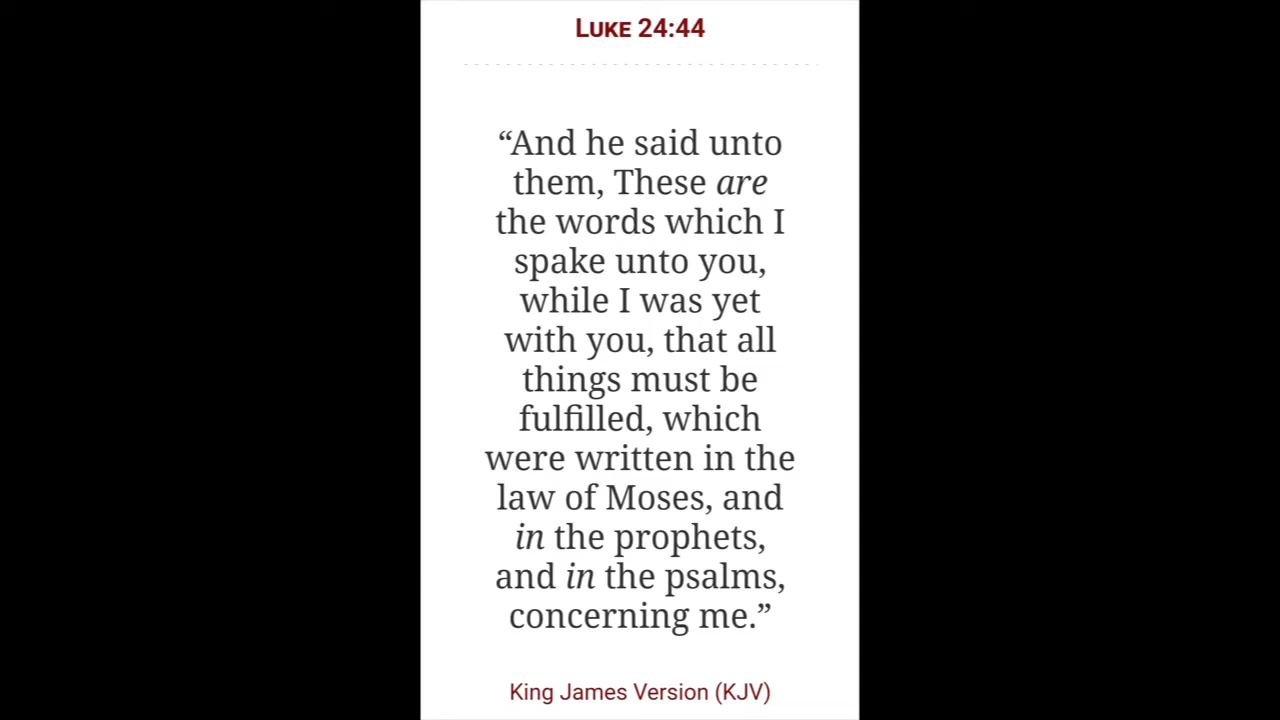 Luke 24:44
“And he said unto
them, These are
the words which I
spake unto you,
while I was yet
with you, that all
things must be
fulfilled, which
were written in the
law of Moses, and
in the prophets,
and in the psalms,
concerning me.”
King James Version (KJV)